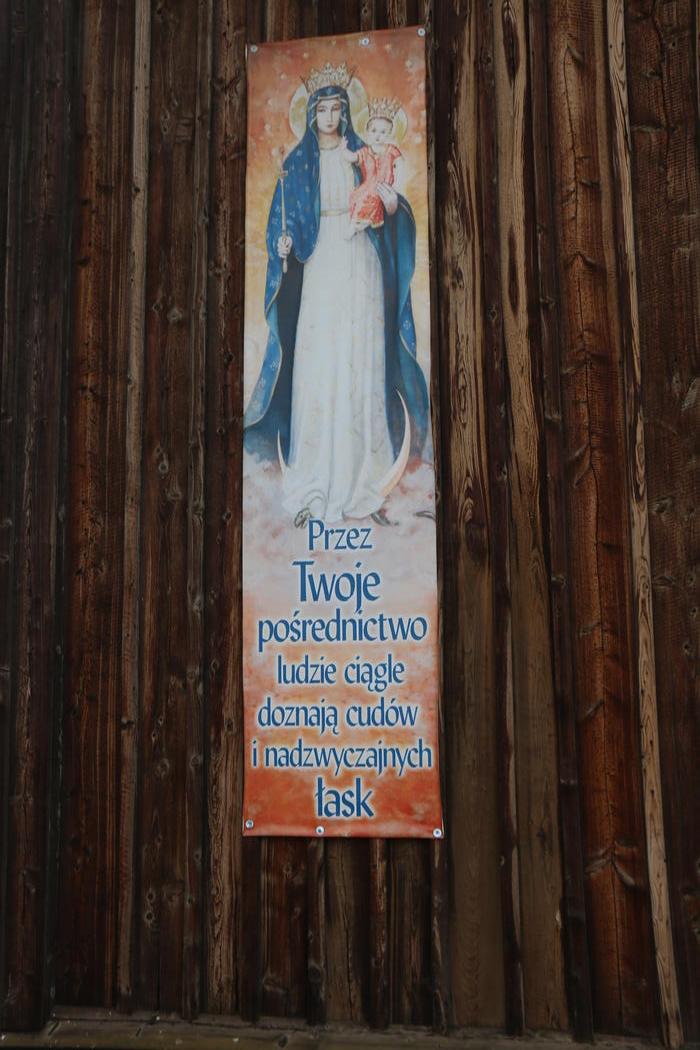 Przez
Twoje
pośrednictwo
ludzie ciągle
doznają cudów
i nadzwyczajnych
łask